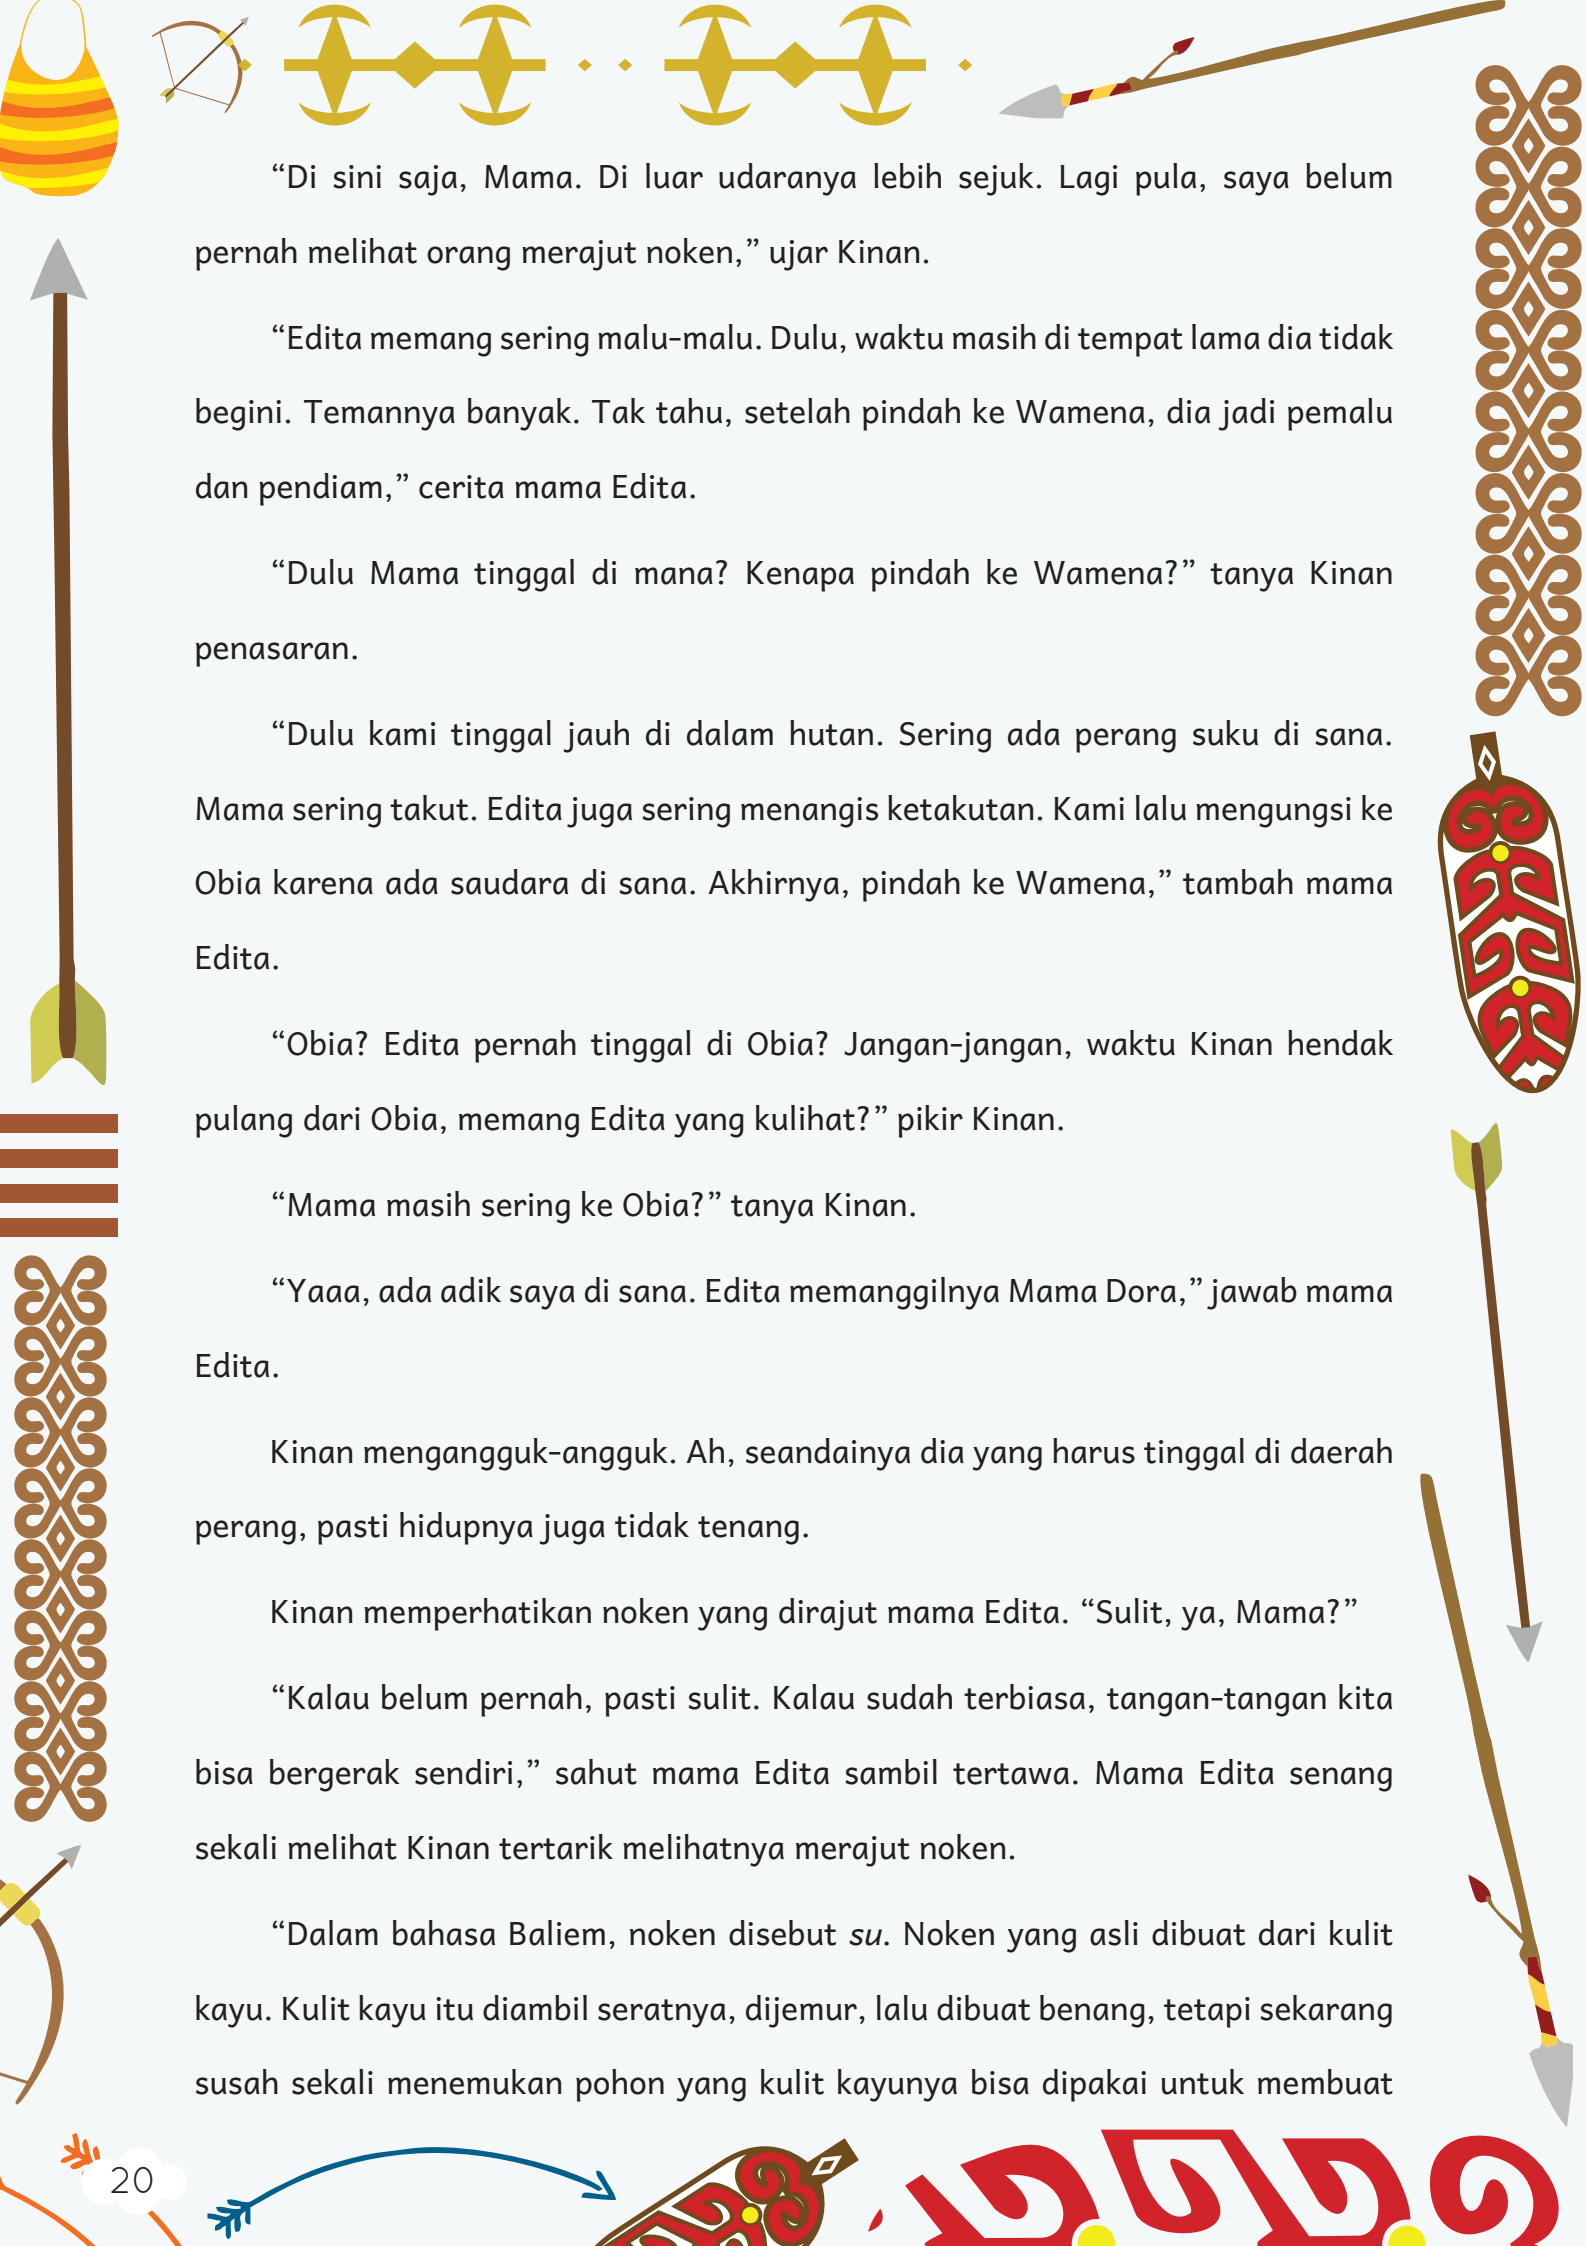 “Di sini saja, Mama. Di luar udaranya lebih sejuk. Lagi pula, saya belum
pernah melihat orang merajut noken,” ujar Kinan.
“Edita memang sering malu-malu. Dulu, waktu masih di tempat lama dia tidak
begini. Temannya banyak. Tak tahu, setelah pindah ke Wamena, dia jadi pemalu
dan pendiam,” cerita mama Edita.
“Dulu Mama tinggal di mana? Kenapa pindah ke Wamena?” tanya Kinan
penasaran.
“Dulu kami tinggal jauh di dalam hutan. Sering ada perang suku di sana.
Mama sering takut. Edita juga sering menangis ketakutan. Kami lalu mengungsi ke
Obia karena ada saudara di sana. Akhirnya, pindah ke Wamena,” tambah mama
Edita.
“Obia? Edita pernah tinggal di Obia? Jangan-jangan, waktu Kinan hendak
pulang dari Obia, memang Edita yang kulihat?” pikir Kinan.
“Mama masih sering ke Obia?” tanya Kinan.
“Yaaa, ada adik saya di sana. Edita memanggilnya Mama Dora,” jawab mama
Edita.
Kinan mengangguk-angguk. Ah, seandainya dia yang harus tinggal di daerah
perang, pasti hidupnya juga tidak tenang.
Kinan memperhatikan noken yang dirajut mama Edita. “Sulit, ya, Mama?”
“Kalau belum pernah, pasti sulit. Kalau sudah terbiasa, tangan-tangan kita
bisa bergerak sendiri,” sahut mama Edita sambil tertawa. Mama Edita senang
sekali melihat Kinan tertarik melihatnya merajut noken.
“Dalam bahasa Baliem, noken disebut su. Noken yang asli dibuat dari kulit
kayu. Kulit kayu itu diambil seratnya, dijemur, lalu dibuat benang, tetapi sekarang
susah sekali menemukan pohon yang kulit kayunya bisa dipakai untuk membuat
20